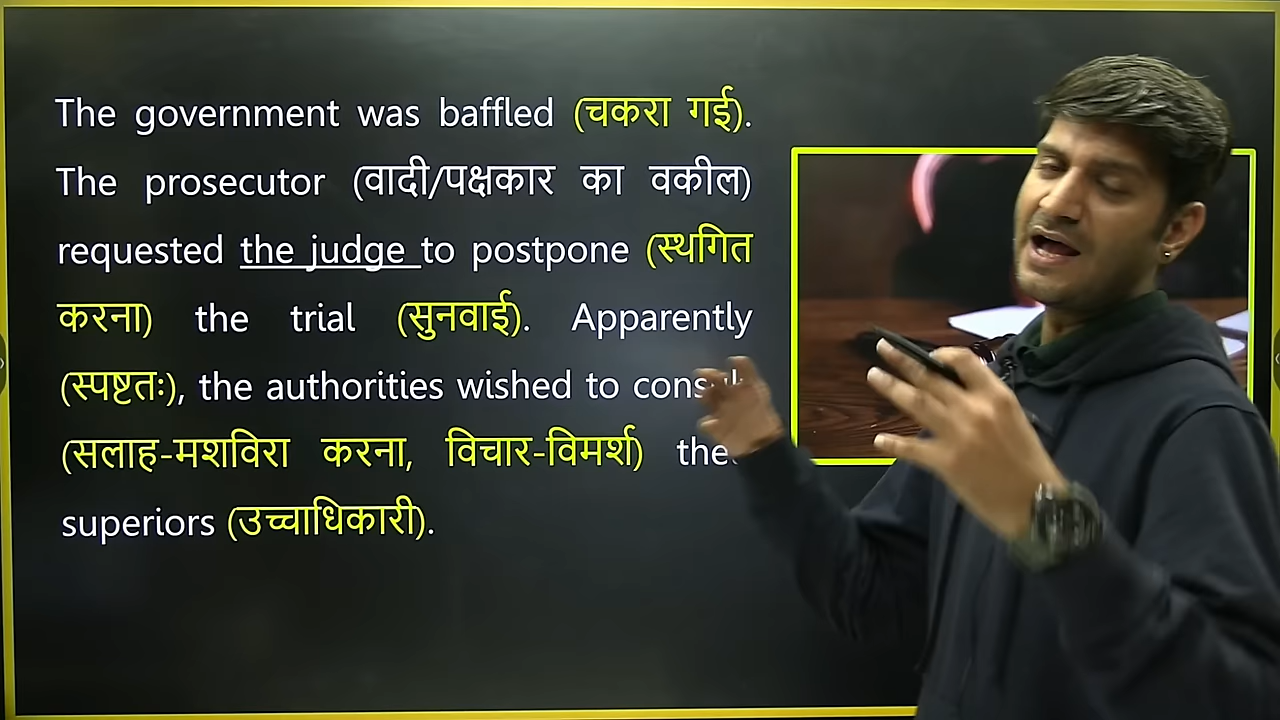 The government was baffled (चकरा गई).
The prosecutor (वादी/पक्षकार का वकील)
requested the judge to postpone (स्थगित
करना) the trial (सुनवाई). Apparently
(स्पष्टतः), the authorities wished to
(सलाह-मशविरा करना, विचार-विमर्श)
superiors (उच्चाधिकारी).